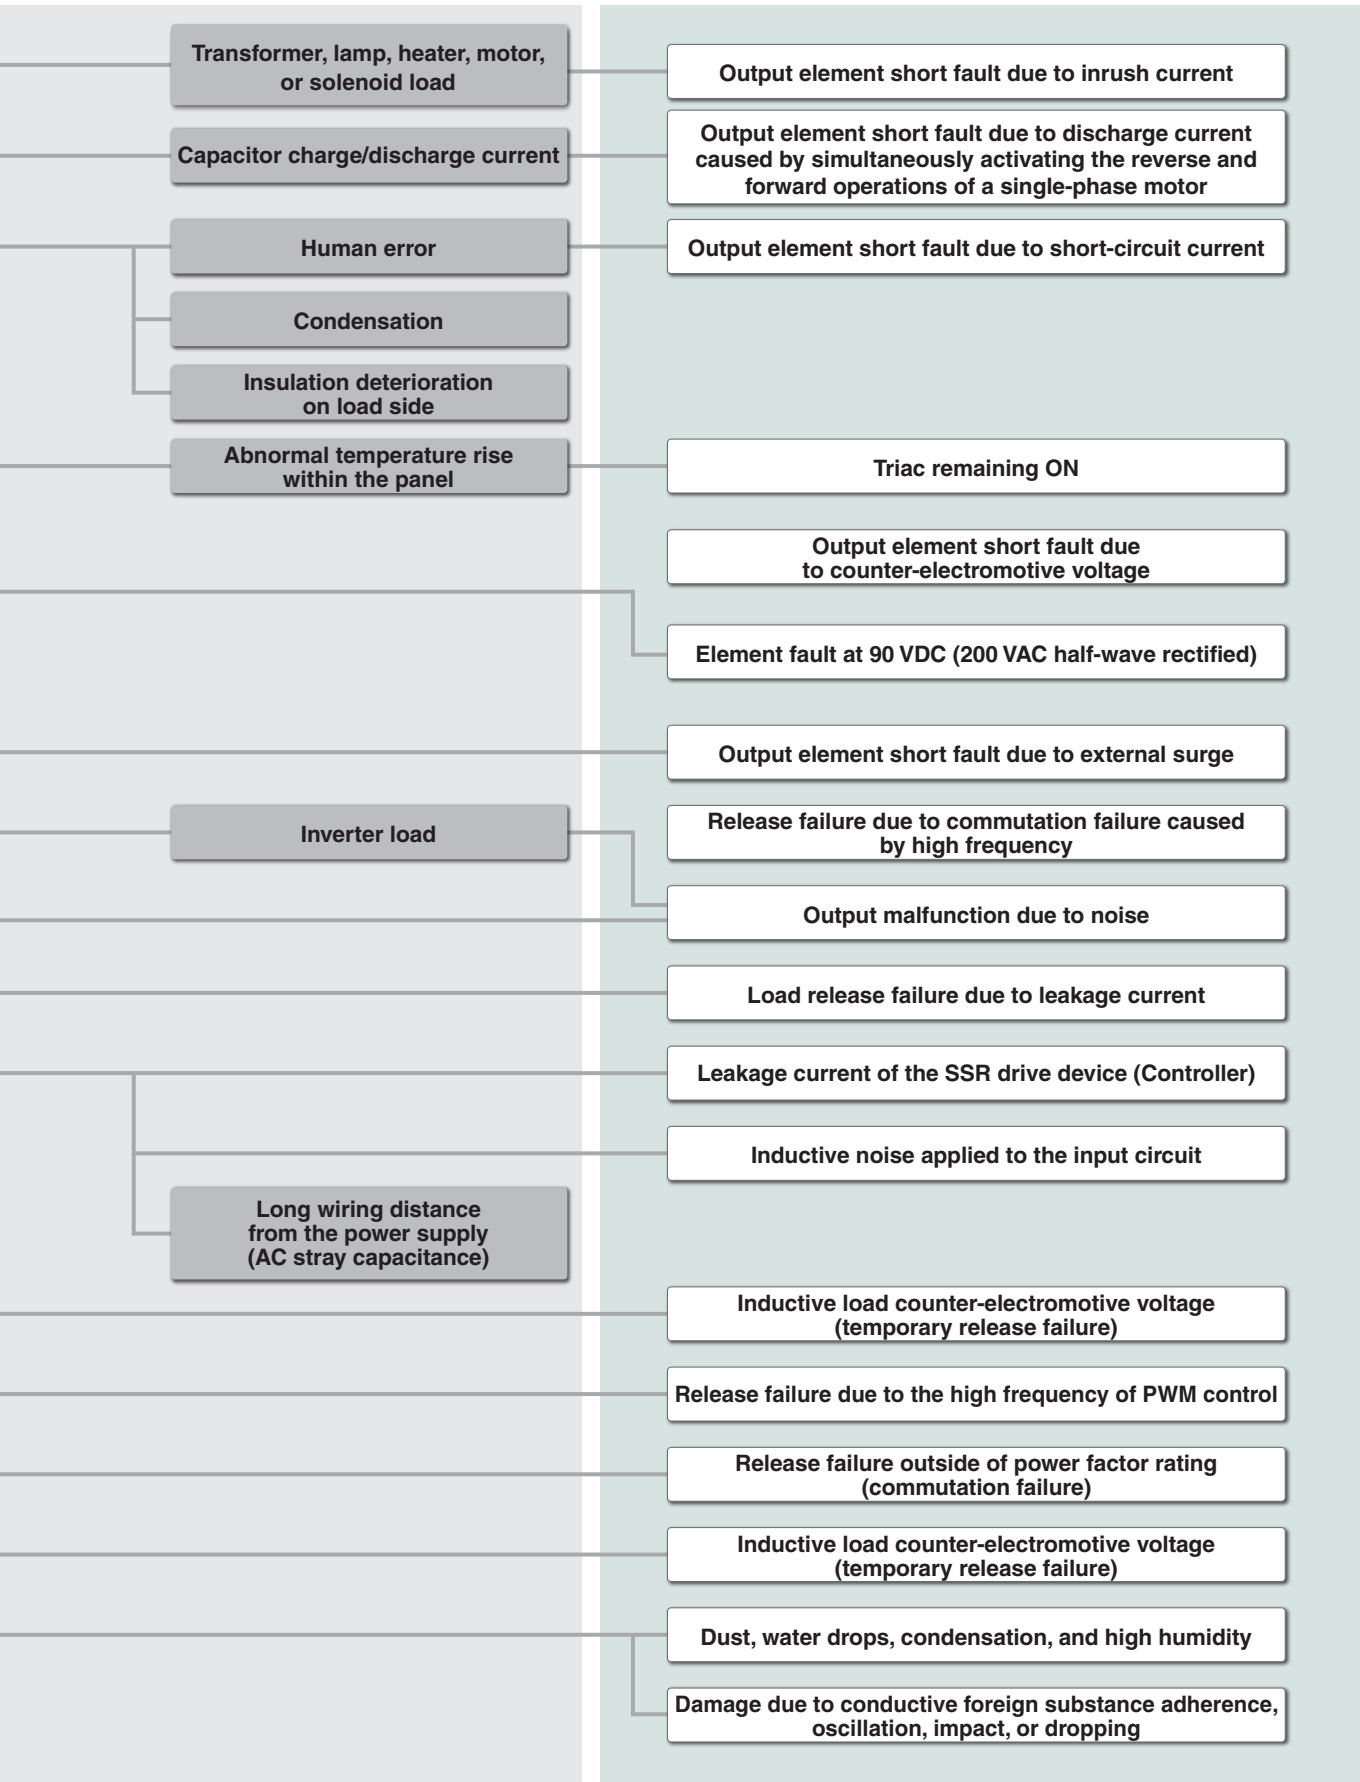 Transformer, lamp, heater, motor,
or solenoid load
Output element short fault due to inrush current
Capacitor charge/discharge current
Output element short fault due to discharge current
caused by simultaneously activating the reverse and
forward operations of a single-phase motor
Human error
Output element short fault due to short-circuit current
Condensation
Insulation deterioration
on load side
Abnormal temperature rise
within the panel
Triac remaining ON
Output element short fault due
to counter-electromotive voltage
Element fault at 90 VDC (200 VAC half-wave rectified)
Output element short fault due to external surge
Inverter load
Release failure due to commutation failure caused
by high frequency
Output malfunction due to noise
Load release failure due to leakage current
Leakage current of the SSR drive device (Controller)
Inductive noise applied to the input circuit
Long wiring distance
from the power supply
(AC stray capacitance)
Inductive load counter-electromotive voltage
(temporary release failure)
Release failure due to the high frequency of PWM control
Release failure outside of power factor rating
(commutation failure)
Inductive load counter-electromotive voltage
(temporary release failure)
Dust, water drops, condensation, and high humidity
Damage due to conductive foreign substance adherence,
oscillation, impact, or dropping